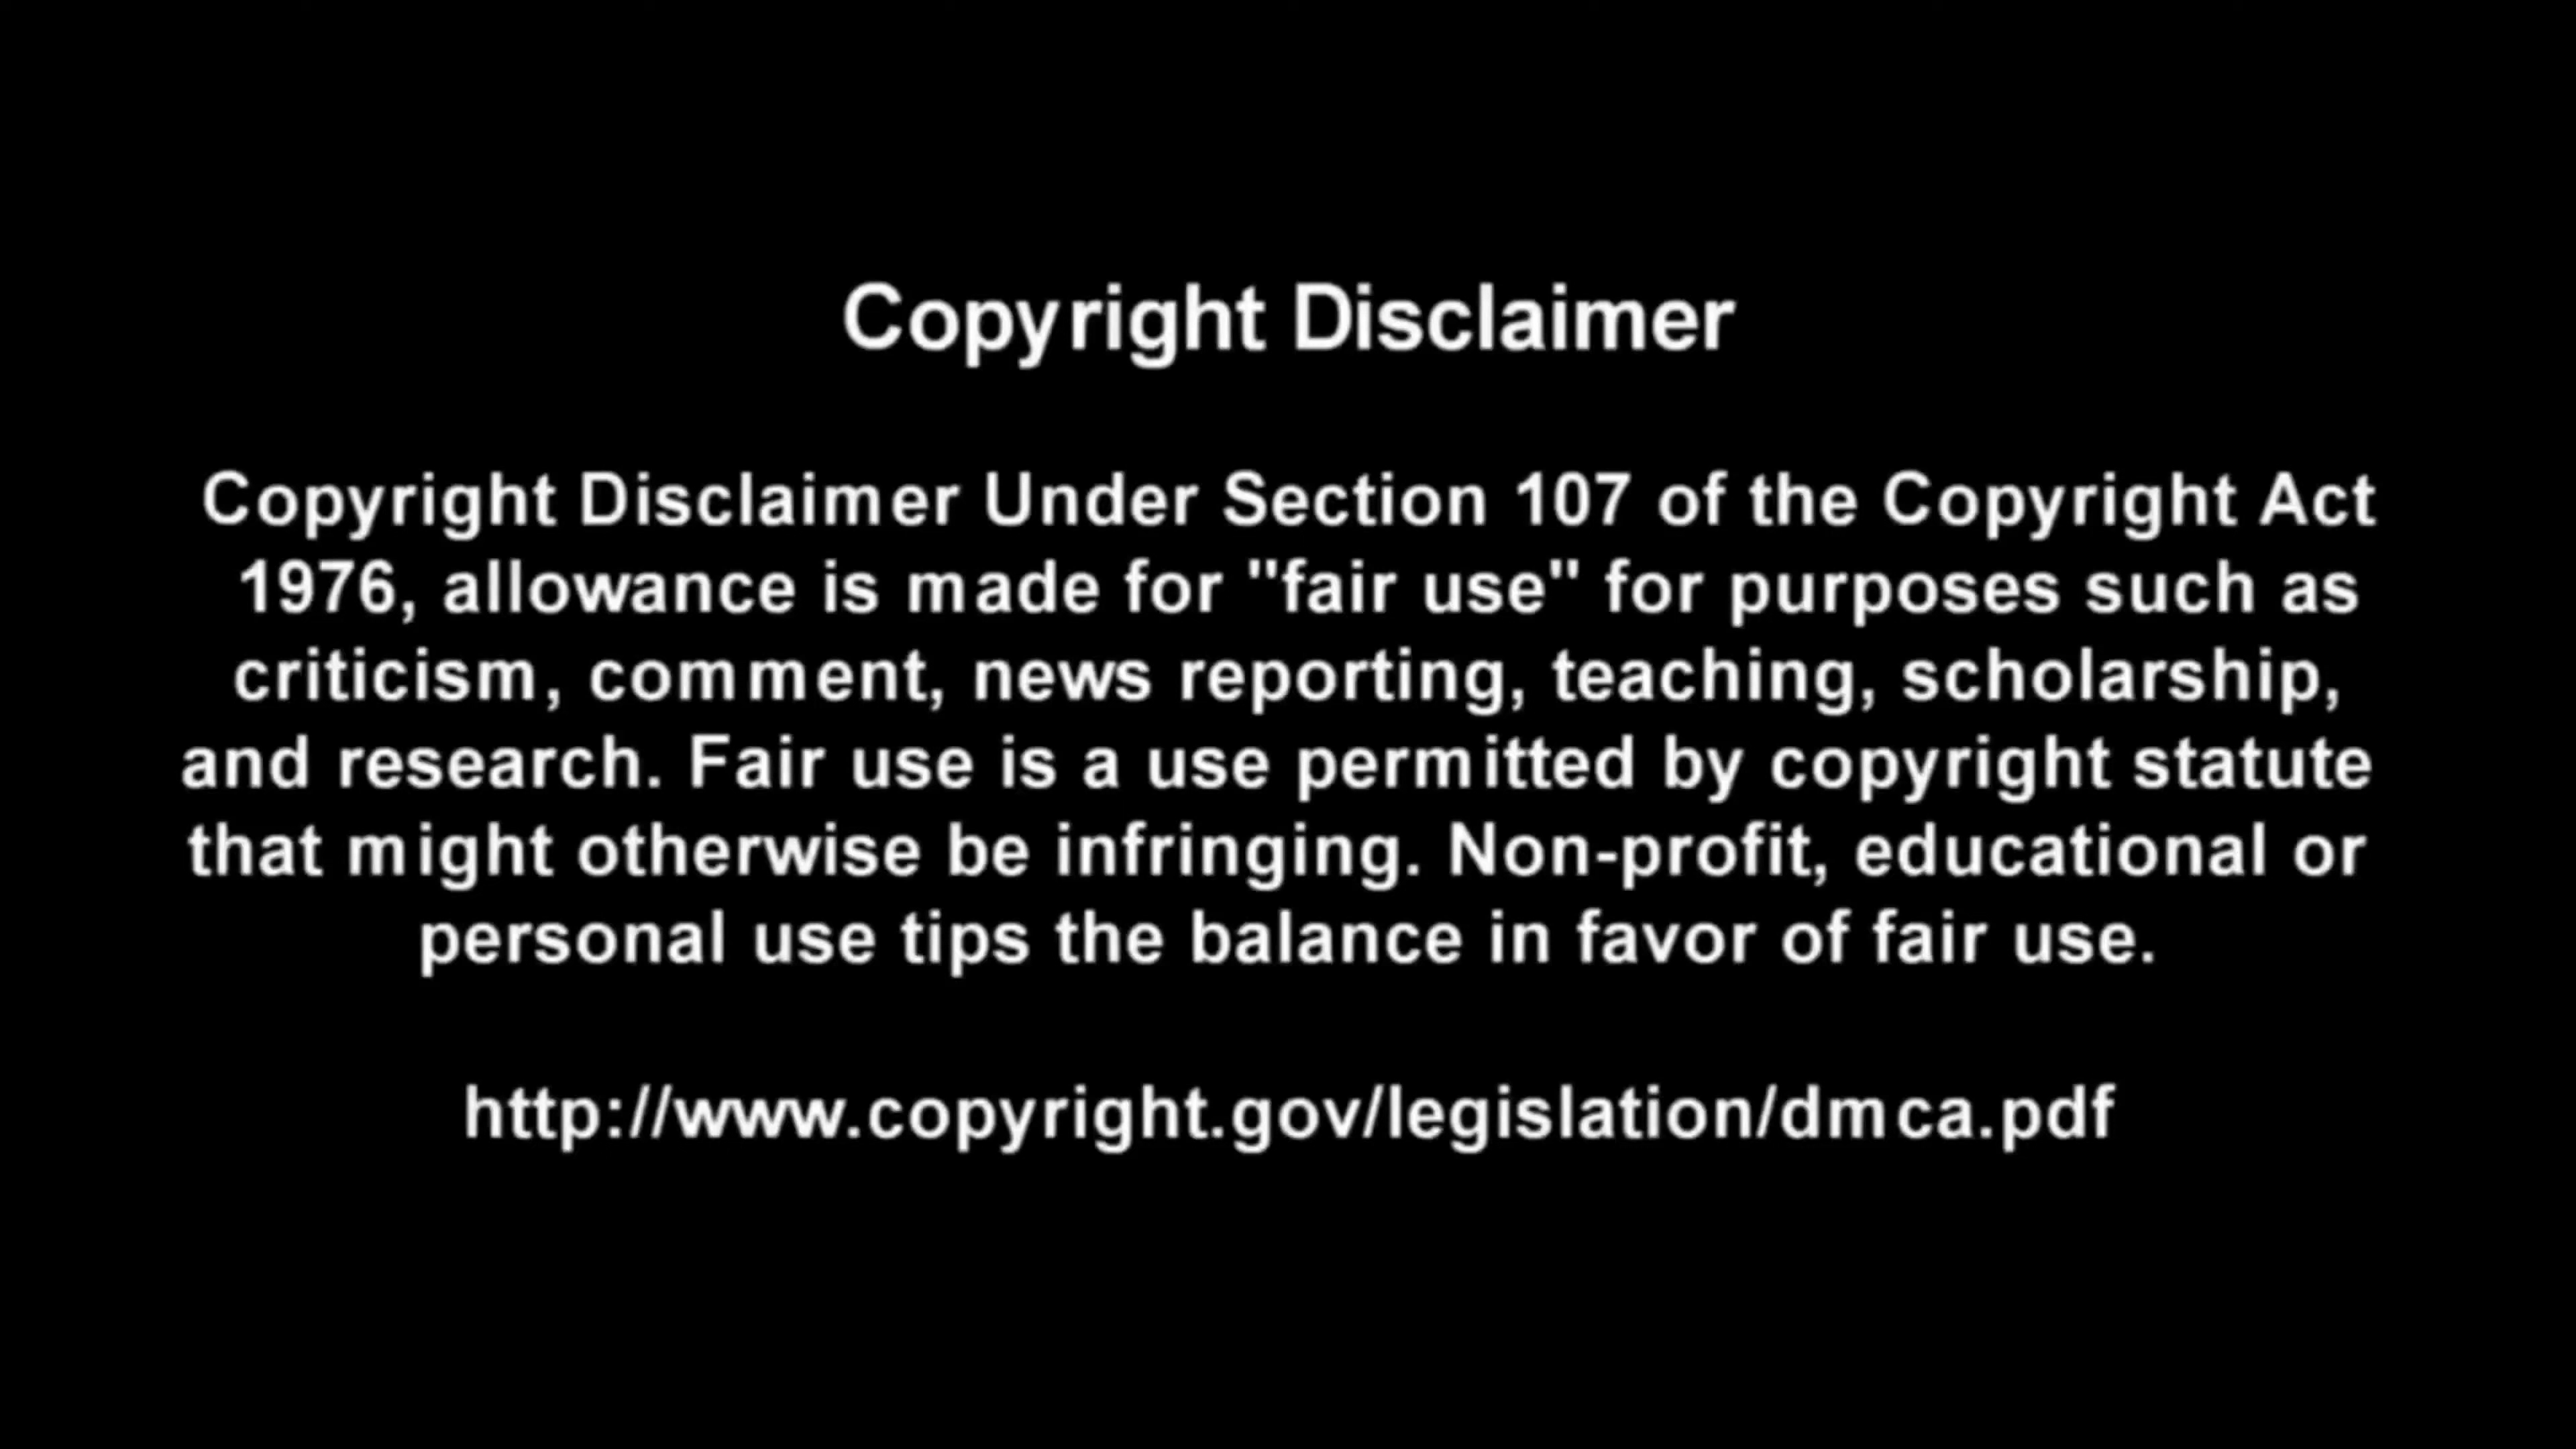 Copyright Disclaimer
Copyright Disclaimer Under Section 107 of the Copyright Act
1976, allowance is made for "fair use" for purposes such as
criticism, comment, news reporting, teaching, scholarship,
and research. Fair use is a use permitted by copyright statute
that might otherwise be infringing. Non-profit, educational or
personal use tips the balance in favor of fair use.
http://www.copyright.gov/legislation/dmca.pdf